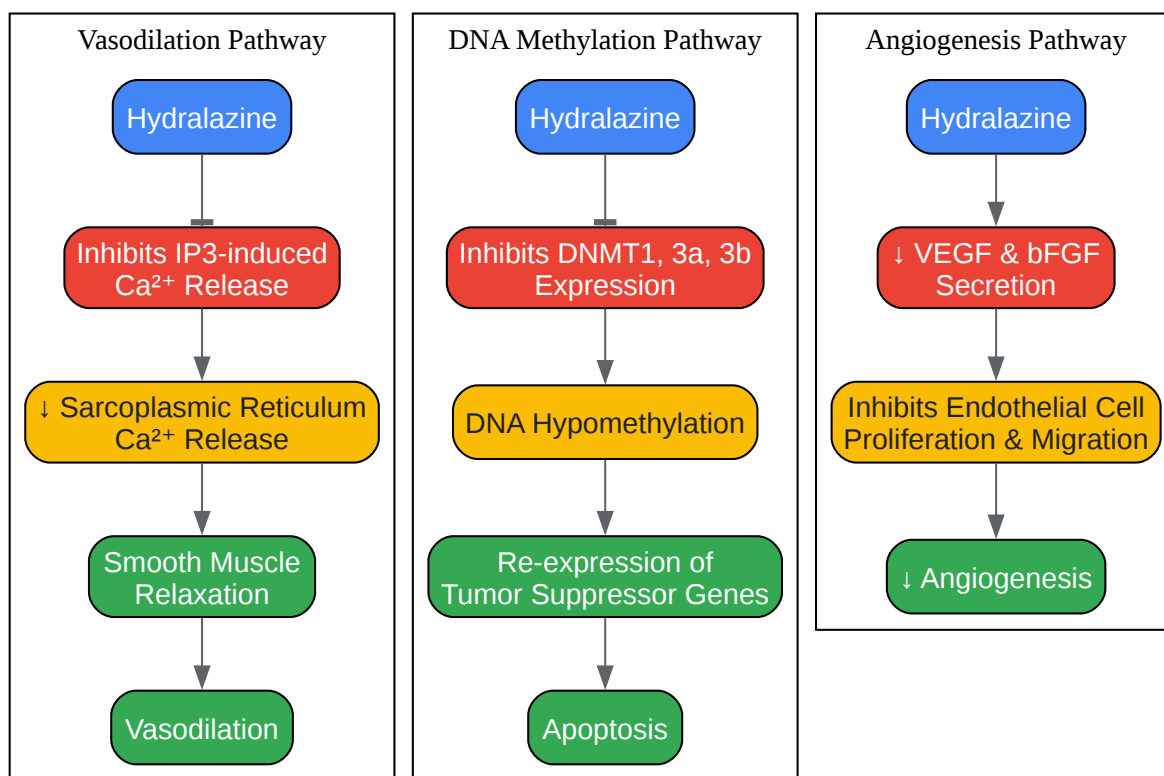 Vasodilation Pathway
Hydralazine
Inhibits IP3-induced
Ca²⁺ Release
↓ Sarcoplasmic Reticulum
Ca²⁺ Release
Smooth Muscle
Relaxation
Vasodilation
DNA Methylation Pathway
Hydralazine
Inhibits DNMT1, 3a, 3b
Expression
DNA Hypomethylation
Re-expression of
Tumor Suppressor Genes
Apoptosis
Angiogenesis Pathway
Hydralazine
↓ VEGF & bFGF
Secretion
Inhibits Endothelial Cell
Proliferation & Migration
↓ Angiogenesis